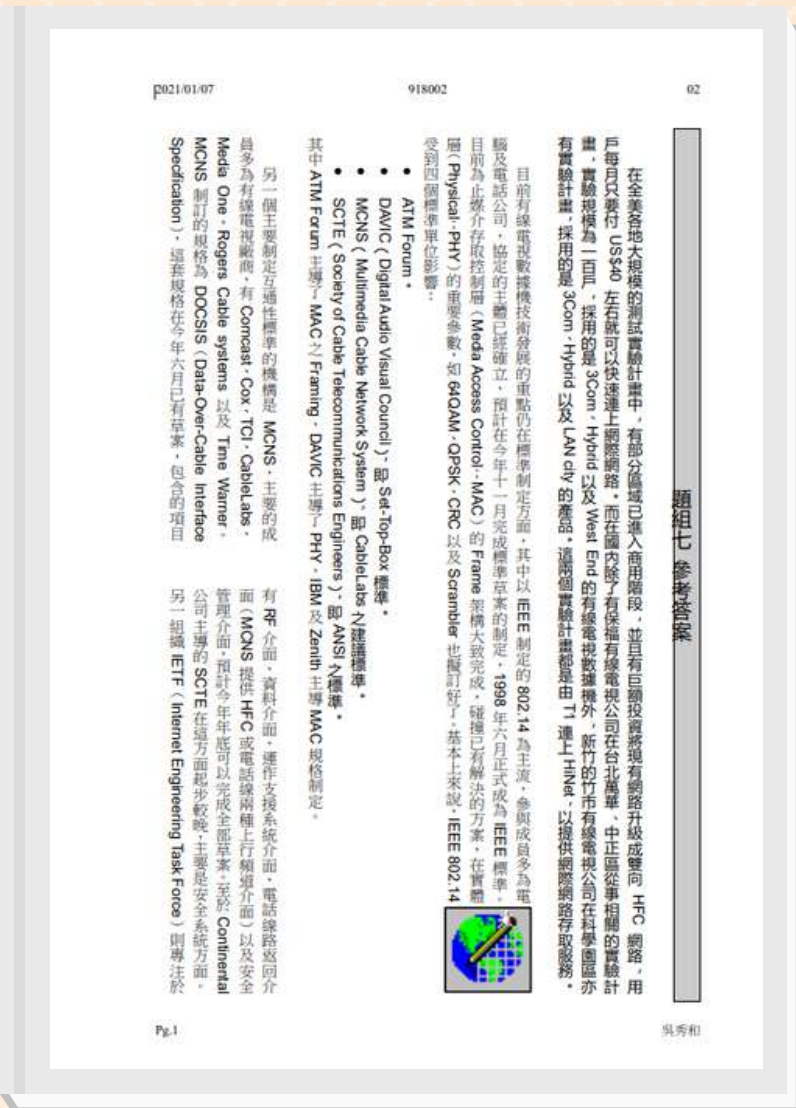 2021/01/07 918002 02
題組七 參考答案
在全美各地大規模的測試實驗計畫中，有部分區域已進入商用階段，並且有巨額投資將現有網路升級成雙向 HFC 網路，用
戶每月只要付 US$40 左右就可以快速連上網際網路。而在國內除了有保福有線電視公司在台北萬華、中正區從事相關的實驗計
畫，實驗規模為一百戶，採用的是 3Com、Hybrid 以及 West End 的有線電視數據機外，新竹的竹市有線電視公司在科學園區亦
有實驗計畫，採用的是 3Com、Hybrid 以及 LAN city 的產品。這兩個實驗計畫都是由 T1 連上 HiNet，以提供網際網路存取服務。
目前有線電視數據機技術發展的重點仍在標準制定方面，其中以 IEEE 制定的 802.14 為主流，參與成員多為電
腦及電話公司，協定的主體已經確立，預計在今年十一月完成標準草案的制定，1998 年六月正式成為 IEEE 標準。
目前為止媒介存取控制層（Media Access Control，MAC）的 Frame 架構大致完成，碰撞已有解決的方案，在實體
層（Physical，PHY）的重要參數，如 64QAM、QPSK、CRC 以及 Scrambler 也擬訂好了。基本上來說，IEEE 802.14
受到四個標準單位影響：
● ATM Forum。
● DAVIC（Digital Audio Visual Council），即 Set-Top-Box 標準。
● MCNS（Multimedia Cable Network System），即 CableLabs 之建議標準。
● SCTE（Society of Cable Telecommunications Engineers），即 ANSI 之標準。
其中 ATM Forum 主導了 MAC 之 Framing，DAVIC 主導了 PHY，IBM 及 Zenith 主導 MAC 規格制定。
另一個主要制定互通性標準的機構是 MCNS，主要的成
員多為有線電視廠商，有 Comcast、Cox、TCI、CableLabs、
Media One、Rogers Cable systems 以及 Time Warner。
MCNS 制訂的規格為 DOCSIS（Data-Over-Cable Interface
Specification），這套規格在今年六月已有草案，包含的項目
有 RF 介面，資料介面，運作支援系統介面，電話線路返回介
面（MCNS 提供 HFC 或電話線兩種上行頻道介面）以及安全
管理介面，預計今年年底可以完成全部草案。至於 Continental
公司主導的 SCTE 在這方面起步較晚，主要是安全系統方面。
另一組織 IETF（Internet Engineering Task Force）則專注於
Pg.1 吳秀和